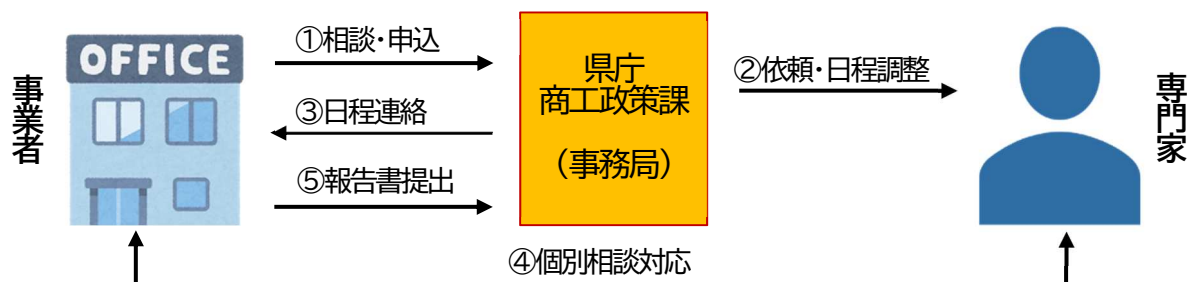 OFFICE
事業者
①相談・申込
③日程連絡
⑤報告書提出
県庁
商工政策課
（事務局）
②依頼・日程調整
専門家
④個別相談対応